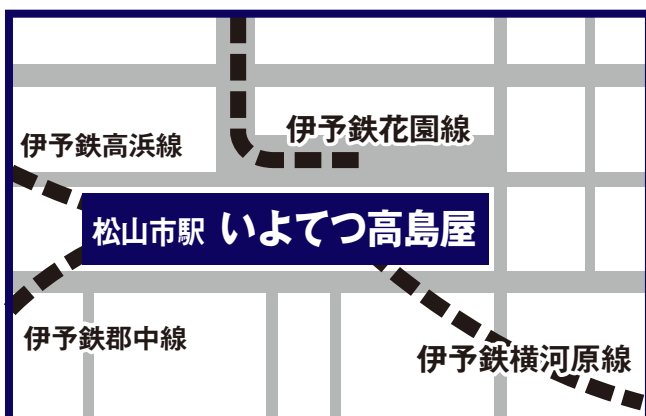 伊予鉄花園線
伊予鉄高浜線
松山市駅 いよてつ高島屋
伊予鉄郡中線
伊予鉄横河原線